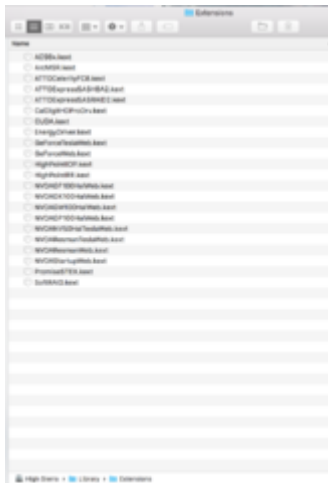 Extensions
Name
ACS6x.kext
ArcMSR.kext
ATTOCelerityFC8.kext
ATTOExpressSASHBA2.kext
ATTOExpressSASRAID2.kext
CalDigitHDProDrv.kext
CUDA.kext
EnergyDriver.kext
GeForceTeslaWeb.kext
GeForceWeb.kext
HighPointIOP.kext
HighPointRR.kext
NVDAGF100HalWeb.kext
NVDAGK100HalWeb.kext
NVDAGM100HalWeb.kext
NVDAGP100HalWeb.kext
NVDANV50HalTeslaWeb.kext
NVDAResmanTeslaWeb.kext
NVDAResmanWeb.kext
NVDAStartupWeb.kext
PromiseSTEX.kext
SoftRAID.kext
High Sierra Library Extensions